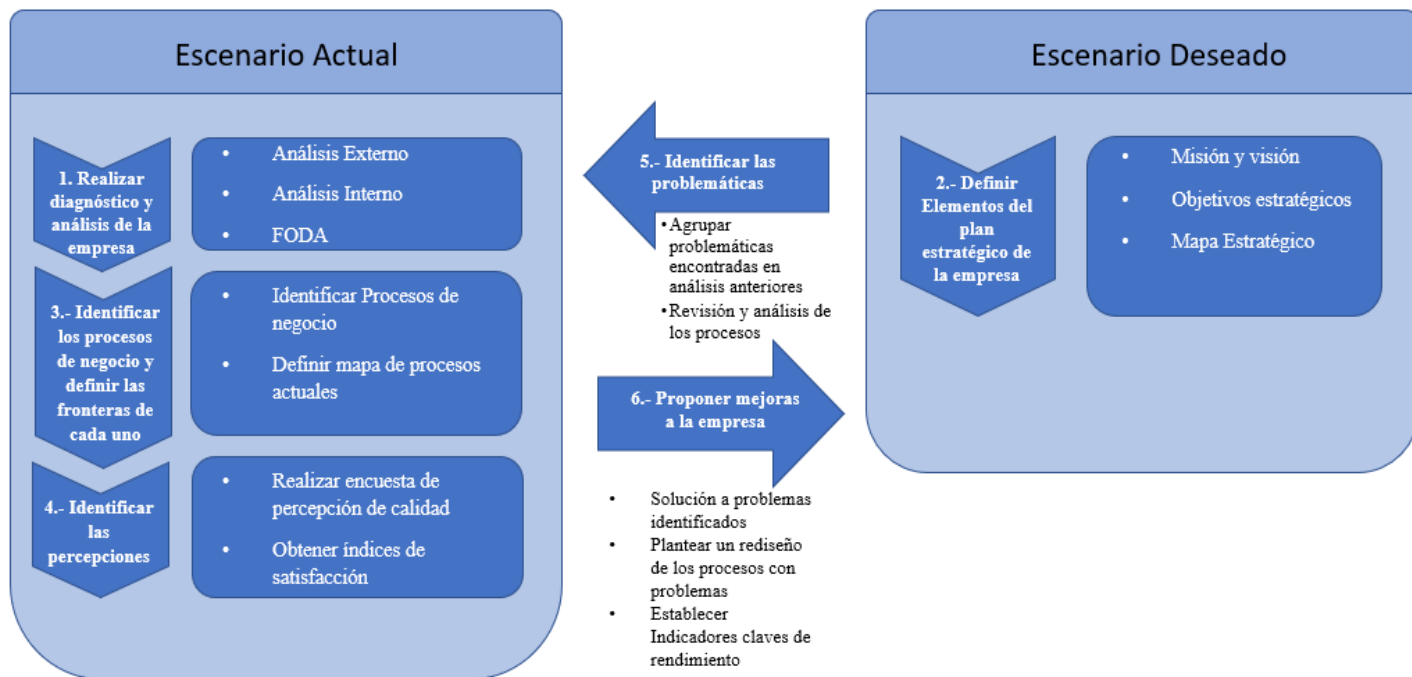 Escenario Actual
1. Realizar
diagnóstico y
análisis de la
empresa
• Análisis Externo
• Análisis Interno
• FODA
3.- Identificar
los procesos
de negocio y
definir las
fronteras de
cada uno
• Identificar Procesos de
negocio
• Definir mapa de procesos
actuales
4.- Identificar
las
percepciones
• Realizar encuesta de
percepción de calidad
• Obtener índices de
satisfacción
5.- Identificar las
problemáticas
•Agrupar
problemáticas
encontradas en
análisis anteriores
•Revisión y análisis de
los procesos
6.- Proponer mejoras
a la empresa
• Solución a problemas
identificados
• Plantear un rediseño
de los procesos con
problemas
• Establecer
Indicadores claves de
rendimiento
Escenario Deseado
2.- Definir
Elementos del
plan
estratégico de
la empresa
• Misión y visión
• Objetivos estratégicos
• Mapa Estratégico